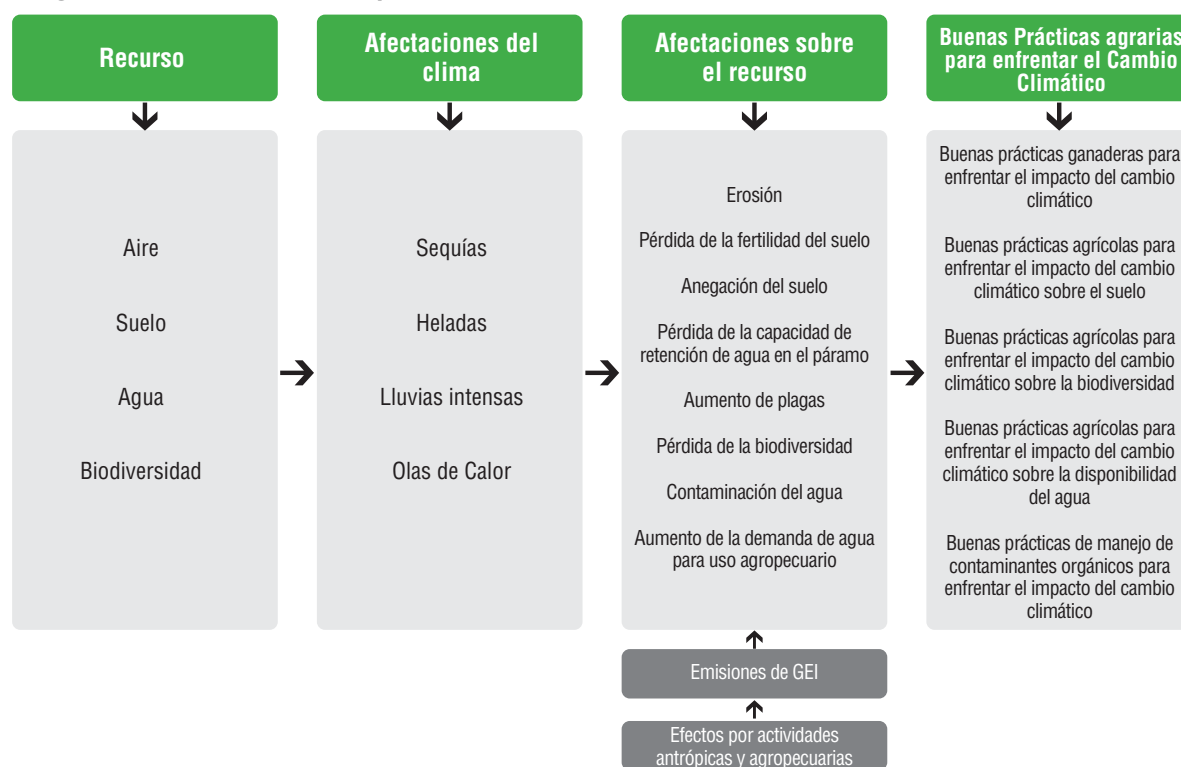 Recurso
Aire
Suelo
Agua
Biodiversidad
Afectaciones del
clima
Sequías
Heladas
Lluvias intensas
Olas de Calor
Afectaciones sobre
el recurso
Erosión
Pérdida de la fertilidad del suelo
Anegación del suelo
Pérdida de la capacidad de
retención de agua en el páramo
Aumento de plagas
Pérdida de la biodiversidad
Contaminación del agua
Aumento de la demanda de agua
para uso agropecuario
Emisiones de GEI
Efectos por actividades
antrópicas y agropecuarias
Buenas Prácticas agrarias
para enfrentar el Cambio
Climático
Buenas prácticas ganaderas para
enfrentar el impacto del cambio
climático
Buenas prácticas agrícolas para
enfrentar el impacto del cambio
climático sobre el suelo
Buenas prácticas agrícolas para
enfrentar el impacto del cambio
climático sobre la biodiversidad
Buenas prácticas agrícolas para
enfrentar el impacto del cambio
climático sobre la disponibilidad
del agua
Buenas prácticas de manejo de
contaminantes orgánicos para
enfrentar el impacto del cambio
climático